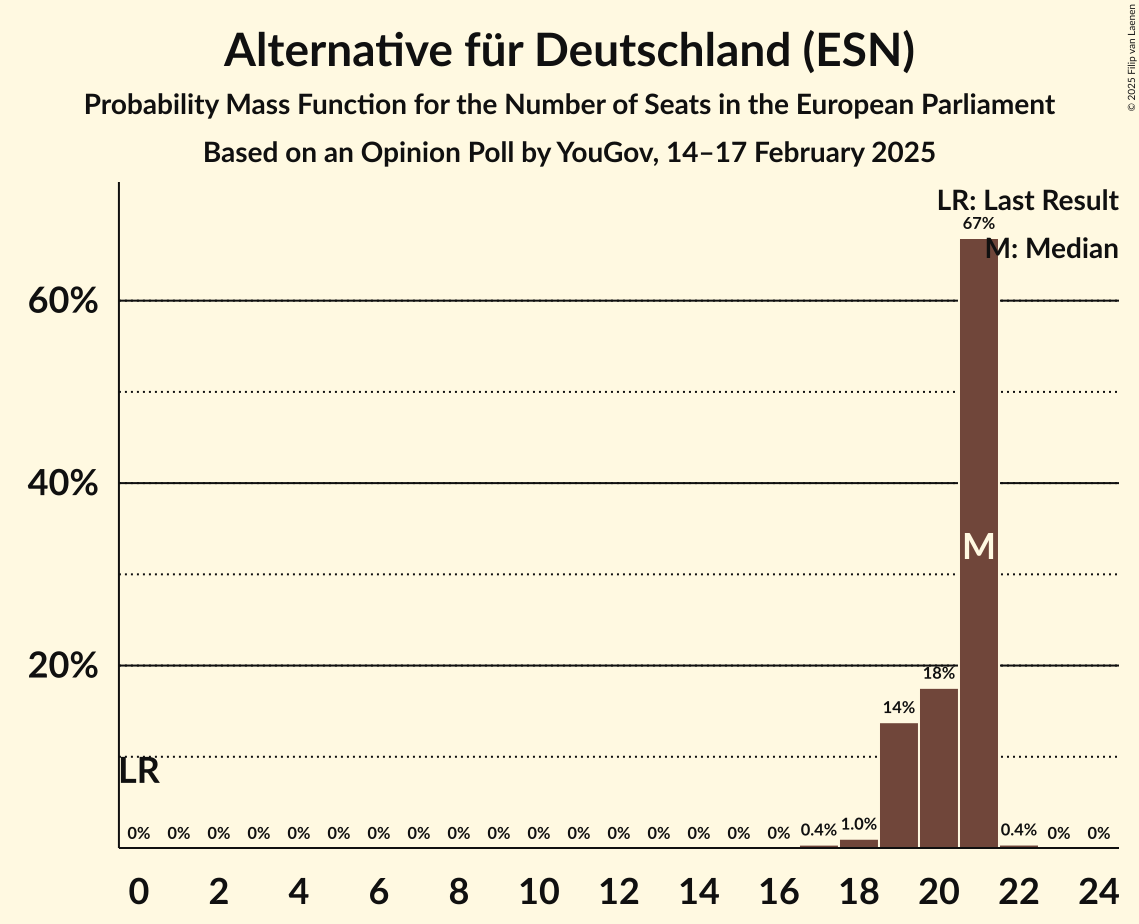 © 2025 Filip van Laenen
Alternative für Deutschland (ESN)
Probability Mass Function for the Number of Seats in the European Parliament
Based on an Opinion Poll by YouGov, 14–17 February 2025
LR: Last Result
67%
M: Median
60%
40%
M
20%
18%
14%
LR
0% 0% 0% 0% 0% 0% 0% 0% 0% 0% 0% 0% 0% 0% 0% 0% 0% 0.4% 1.0% 0.4% 0% 0%
0 2 4 6 8 10 12 14 16 18 20 22 24